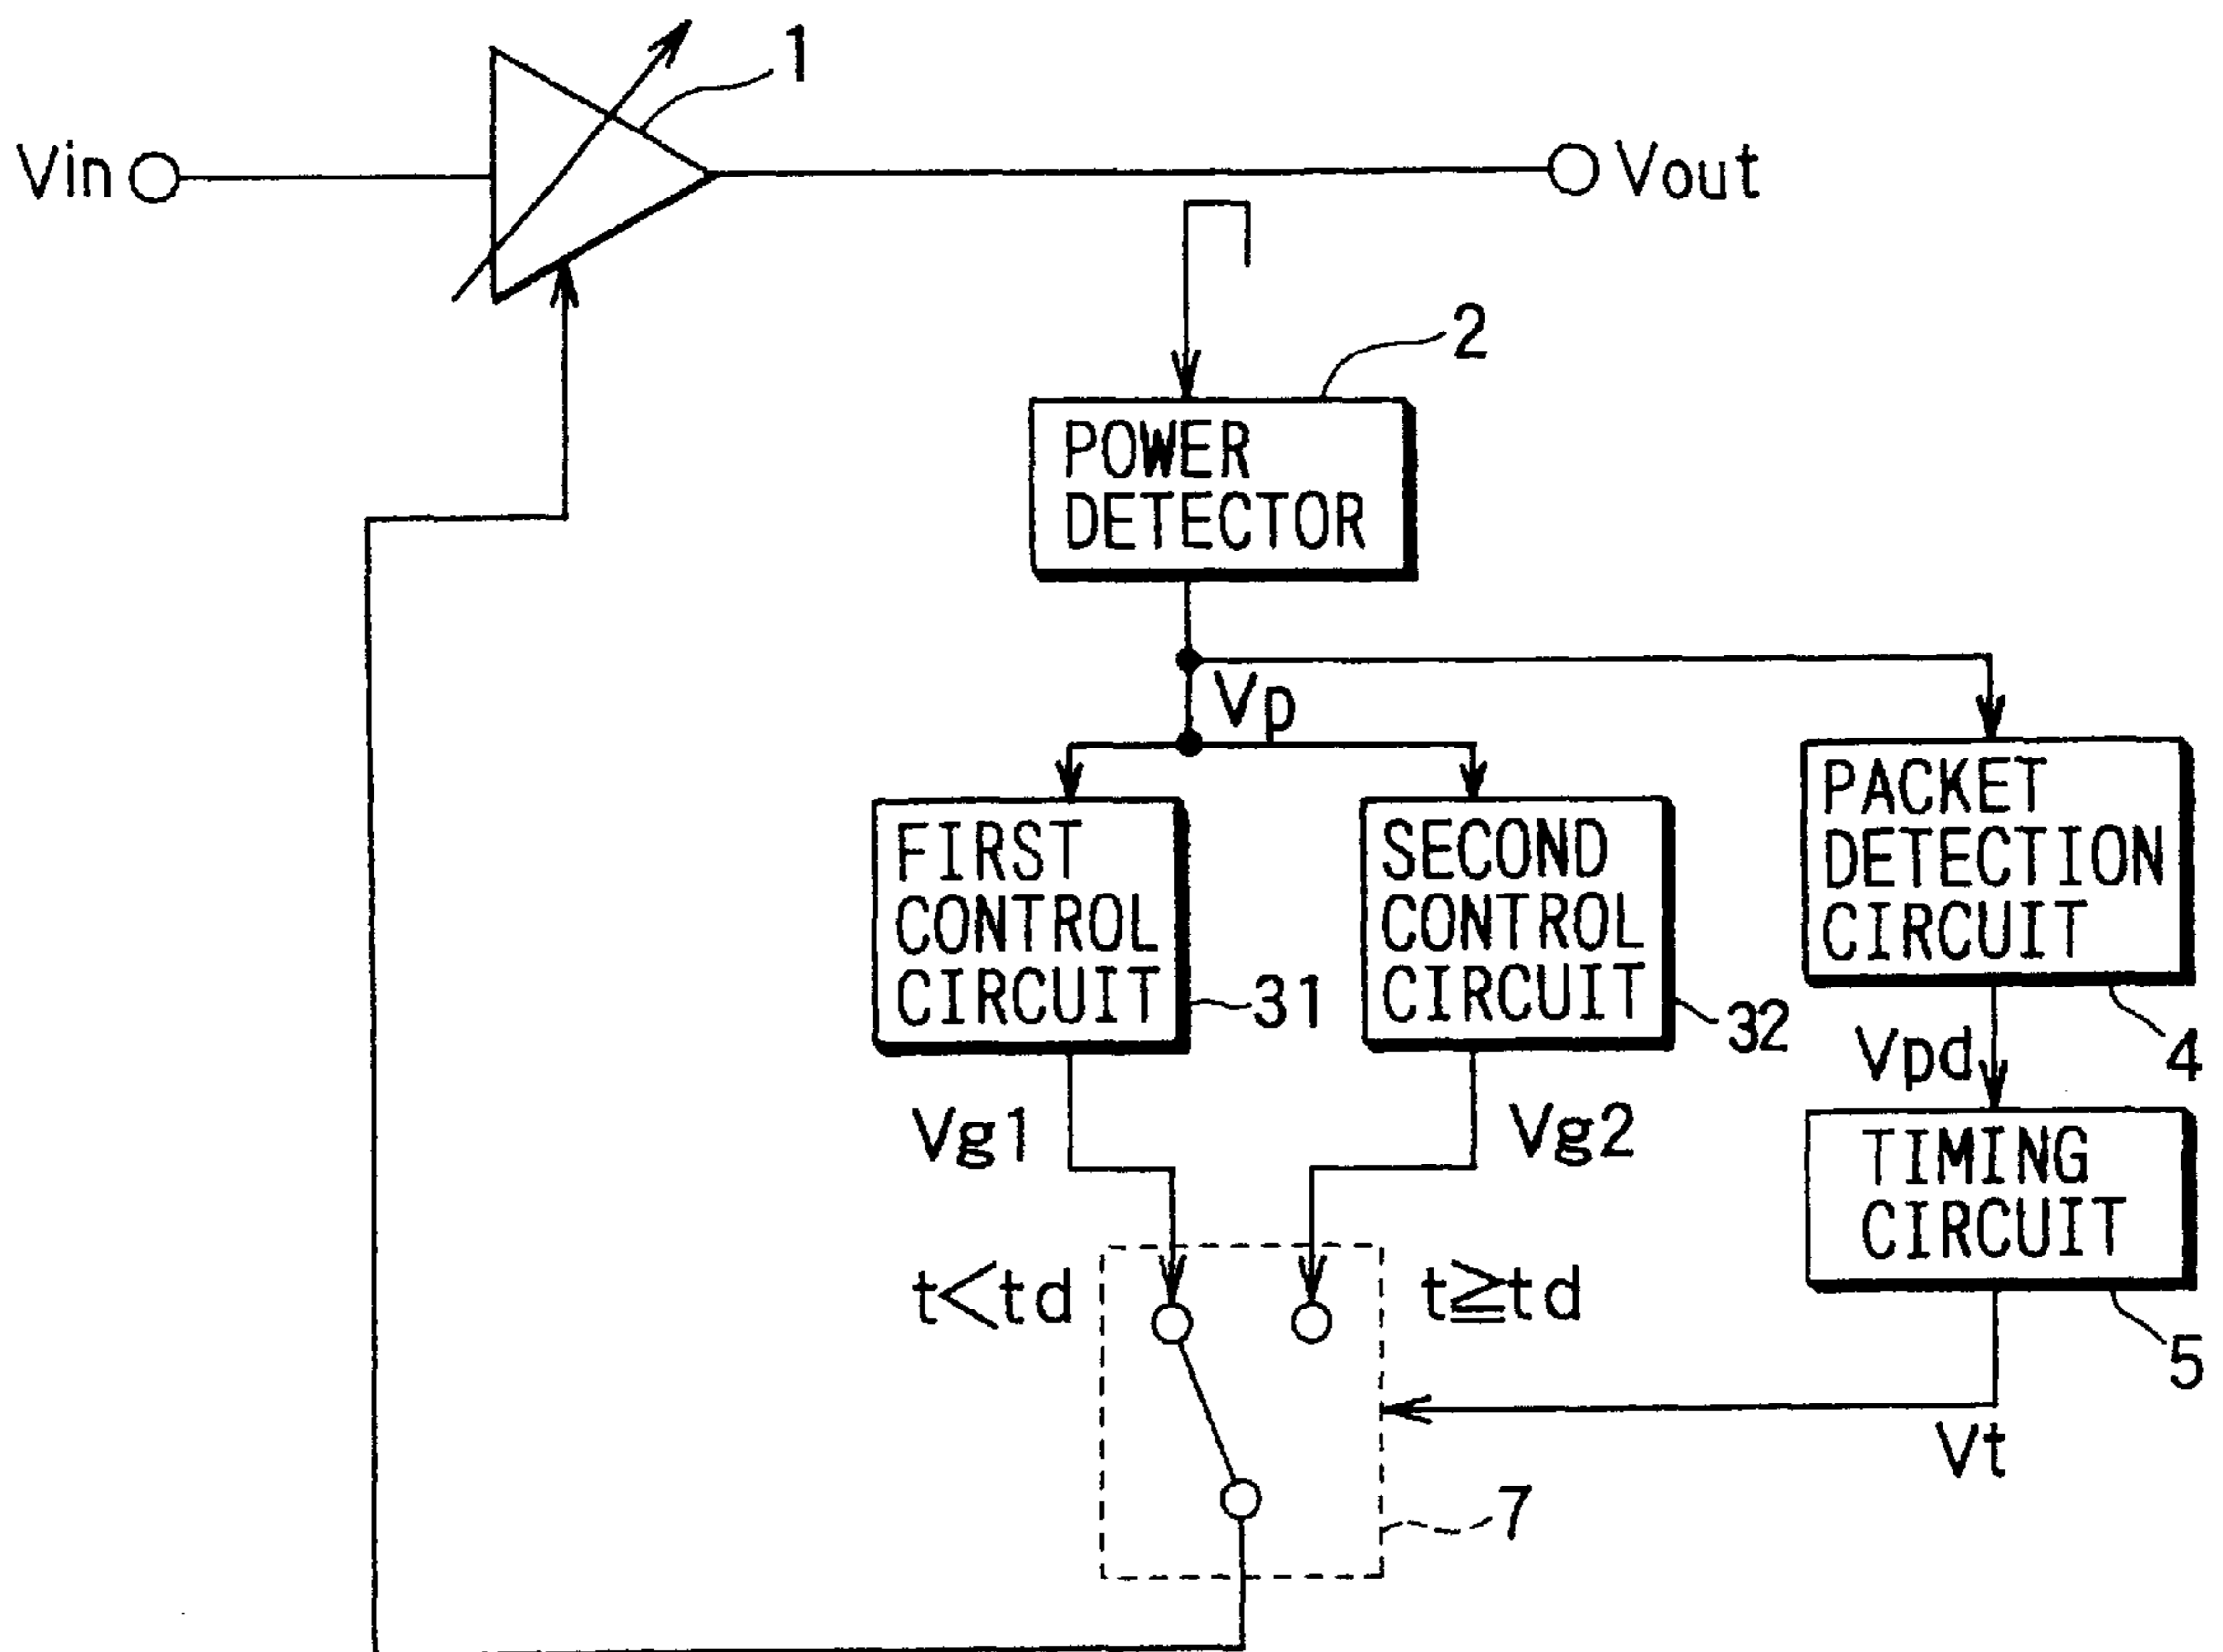 1
Vin
Vout
2
POWER
DETECTOR
Vp
FIRST
CONTROL
CIRCUIT
31
SECOND
CONTROL
CIRCUIT
32
PACKET
DETECTION
CIRCUIT
4
Vpd
Vg1
Vg2
TIMING
CIRCUIT
5
t<td
t≧td
Vt
7